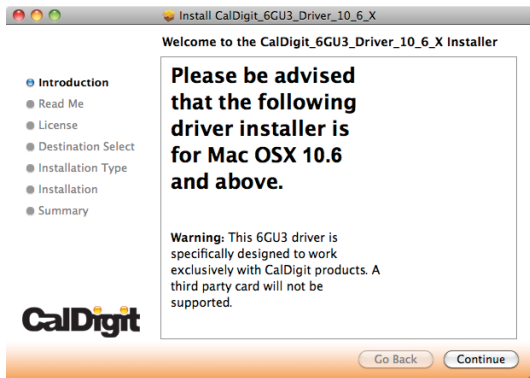 Install CalDigit_6GU3_Driver_10_6_X
Welcome to the CalDigit_6GU3_Driver_10_6_X Installer
Introduction
Read Me
License
Destination Select
Installation Type
Installation
Summary
Please be advised
that the following
driver installer is
for Mac OSX 10.6
and above.
Warning: This 6GU3 driver is
specifically designed to work
exclusively with CalDigit products. A
third party card will not be
supported.
CalDigit
Go Back
Continue